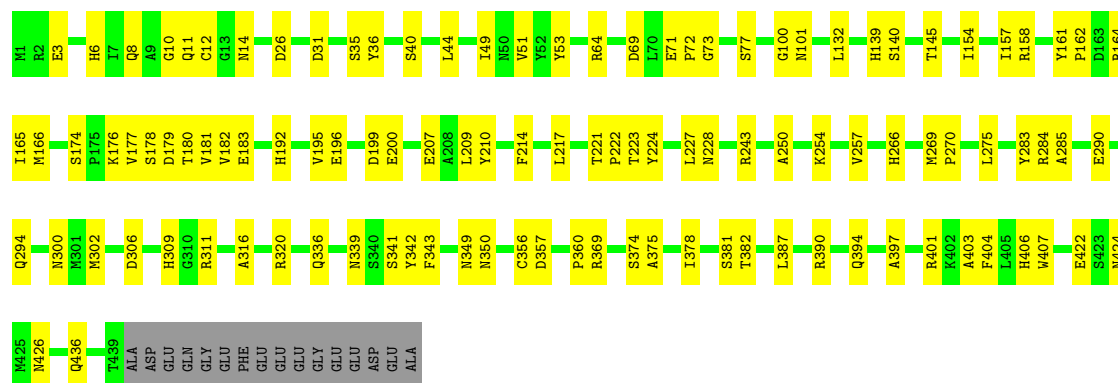 M1 R2 E3 H6 I7 Q8 A9 G10 Q11 C12 G13 N14 D26 D31 S35 Y36 S40 L44 I49 N50 V51 Y52 Y53 R64 D69 L70 E71 P72 G73 S77 G100 N101 L132 H139 S140 T145 I154 I157 R158 Y161 P162 D163 R164
I165 M166 S174 P175 K176 V177 S178 D179 T180 V181 V182 E183 H192 V195 E196 D199 E200 E207 A208 L209 Y210 F214 L217 T221 P222 T223 Y224 L227 N228 R243 A250 K254 V257 H266 M269 P270 L275 Y283 R284 A285 E290
Q294 N300 M301 M302 D306 H309 G310 R311 A316 R320 Q336 N339 S340 S341 Y342 F343 N349 N350 C356 D357 P360 R369 S374 A375 I378 S381 T382 L387 R390 Q394 A397 R401 K402 A403 F404 L405 H406 W407 E422 S423 N424
M425 N426 Q436 T439 ALA ASP GLU GLN GLY GLU PHE GLU GLU GLU GLY GLU GLU ASP GLU ALA